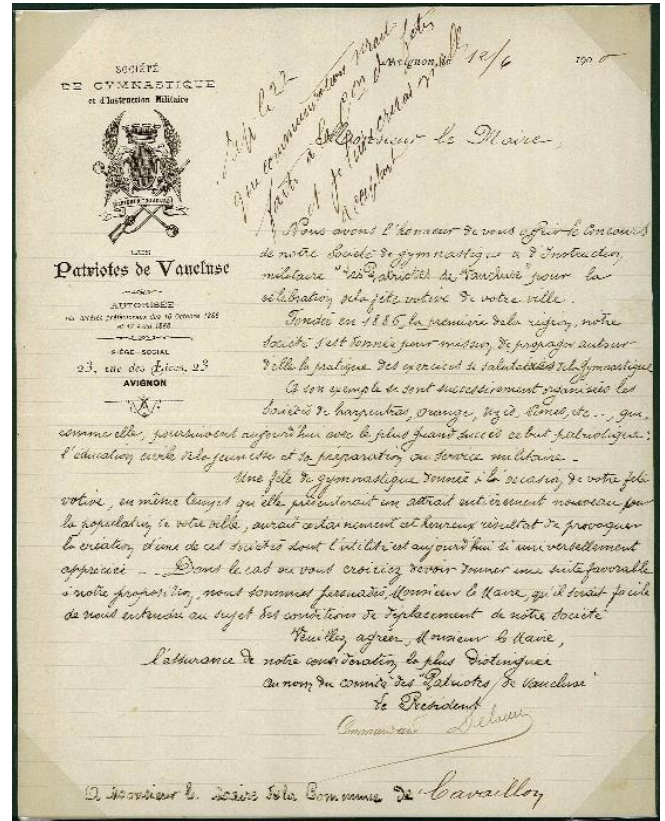 SOCIÉTÉ
DE GYMNASTIQUE
et d'Instruction Militaire
LES
Patriotes de Vaucluse
AUTORISÉE
SIÈGE SOCIAL
23, rue des Lices, 23
AVIGNON
Avignon, le 12/6 190
que communication serait
faite à
et je
Monsieur le Maire,
Nous avons l'honneur de vous offrir le Concours
de notre Société de gymnastique et d'Instruction
militaire "Les Patriotes de Vaucluse" pour la
célébration de la fête votive de votre ville.
Fondée en 1886, la première de la région, notre
société s'est donnée pour mission de propager autour
d'elle la pratique des exercices si salutaires de la Gymnastique
A son exemple se sont successivement organisées les
Sociétés de Carpentras, Orange, Uzès, Nîmes, etc.., qui,
comme elle, poursuivent aujourd'hui avec le plus grand succès ce but patriotique:
l'éducation civile de la jeunesse et sa préparation au service militaire.
Une fête de gymnastique donnée à l'occasion de votre fête
votive, en même temps qu'elle présenterait un attrait entièrement nouveau pour
la population de votre ville, aurait certainement cet heureux résultat de provoquer
la création d'une de ces sociétés dont l'utilité est aujourd'hui si universellement
appréciée _ Dans le cas où vous croiriez devoir donner une suite favorable
à notre proposition, nous sommes persuadés, Monsieur le Maire, qu'il serait facile
de nous entendre au sujet des conditions de déplacement de notre société
Veuillez agréer, Monsieur le Maire,
l'assurance de notre considération la plus distinguée
au nom du comité des "Patriotes de Vaucluse"
Le Président
A Monsieur le Maire de la Commune de Cavaillon